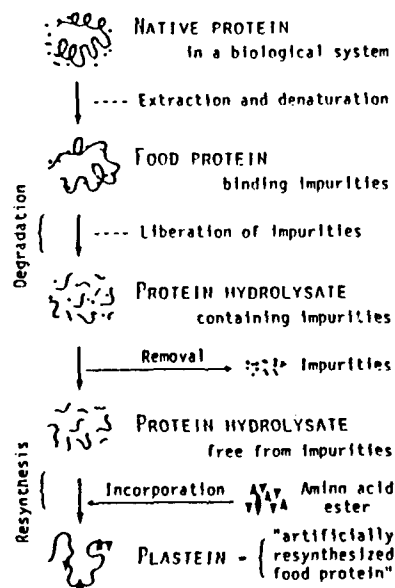 NATIVE PROTEIN
in a biological system
---- Extraction and denaturation
FOOD PROTEIN
binding impurities
Degradation
---- Liberation of impurities
PROTEIN HYDROLYSATE
containing impurities
Removal
Impurities
PROTEIN HYDROLYSATE
free from impurities
Resynthesis
Incorporation
Amino acid
ester
PLASTEIN - "artificially
resynthesized
food protein"